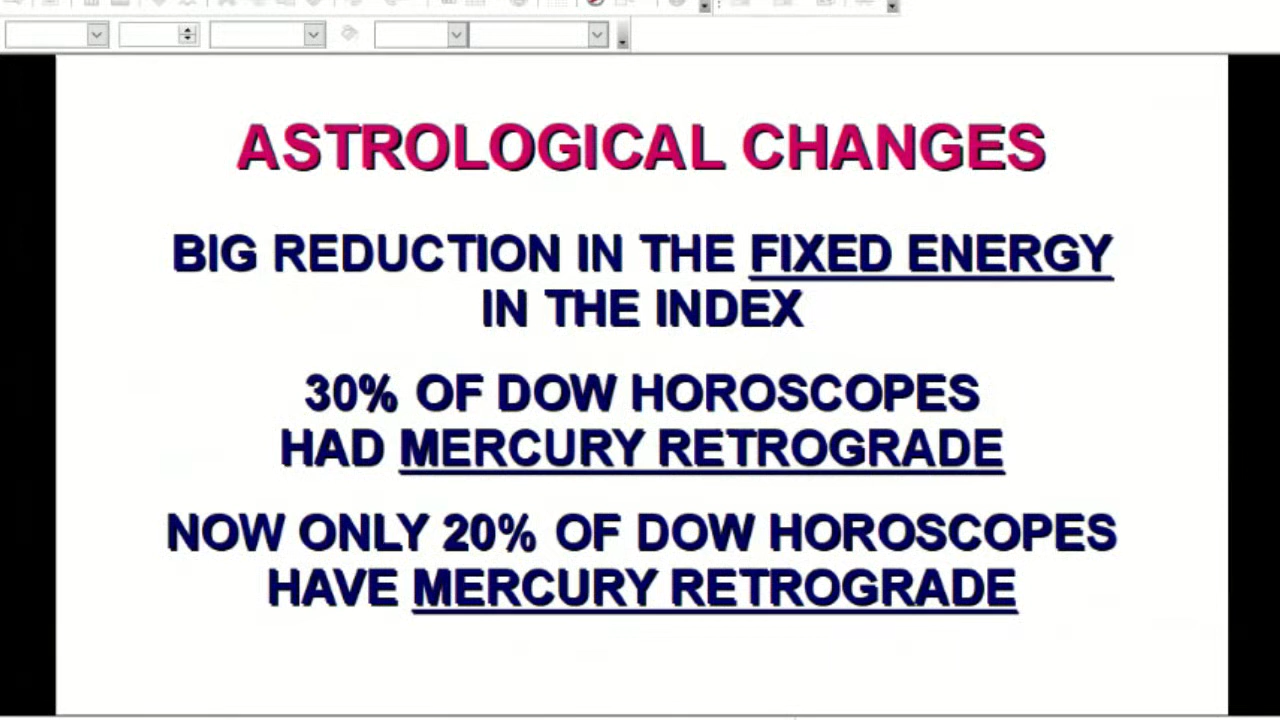 ASTROLOGICAL CHANGES
BIG REDUCTION IN THE FIXED ENERGY
IN THE INDEX
30% OF DOW HOROSCOPES
HAD MERCURY RETROGRADE
NOW ONLY 20% OF DOW HOROSCOPES
HAVE MERCURY RETROGRADE